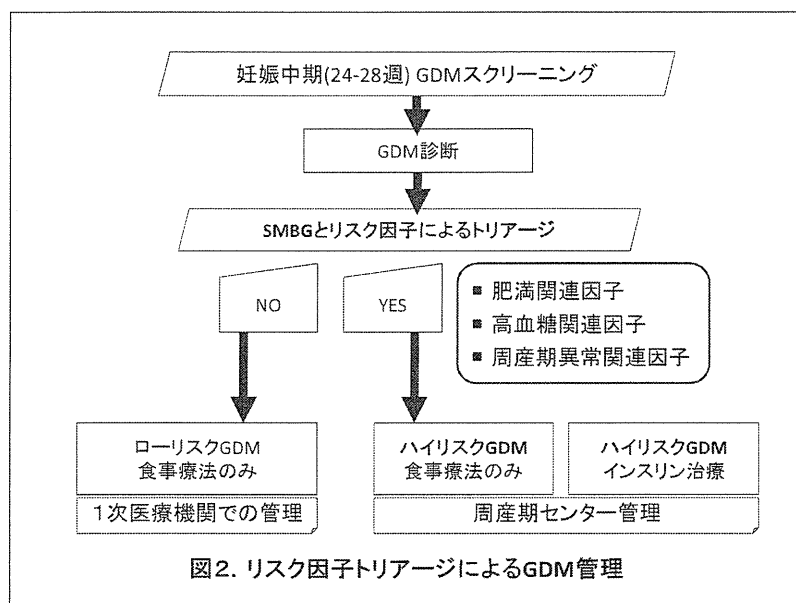 妊娠中期(24-28週) GDMスクリーニング
GDM診断
SMBGとリスク因子によるトリアージ
NO
YES
■ 肥満関連因子
■ 高血糖関連因子
■ 周産期異常関連因子
ローリスクGDM
食事療法のみ
1次医療機関での管理
ハイリスクGDM
食事療法のみ
ハイリスクGDM
インスリン治療
周産期センター管理
図2. リスク因子トリアージによるGDM管理